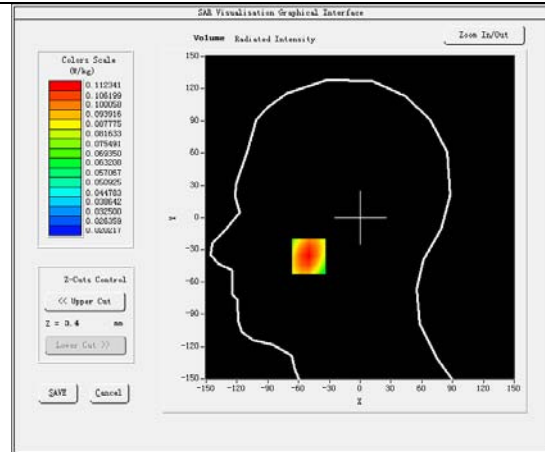 SAR Visualisation Graphical Interface
Volume Radiated Intensity
Zoom In/Out
Colors Scale
(W/kg)
0.112341
0.106199
0.100058
0.093916
0.087775
0.081633
0.075491
0.069350
0.063208
0.057067
0.050925
0.044783
0.038642
0.032500
0.026359
150
120
90
60
30
0
-30
-60
-90
-120
-150
Y
-150 -120 -90 -60 -30 0 30 60 90 120 150
X
Z-Cuts Control
<< Upper Cut
Z = 3.4 mm
Lower Cut >>
SAVE Cancel